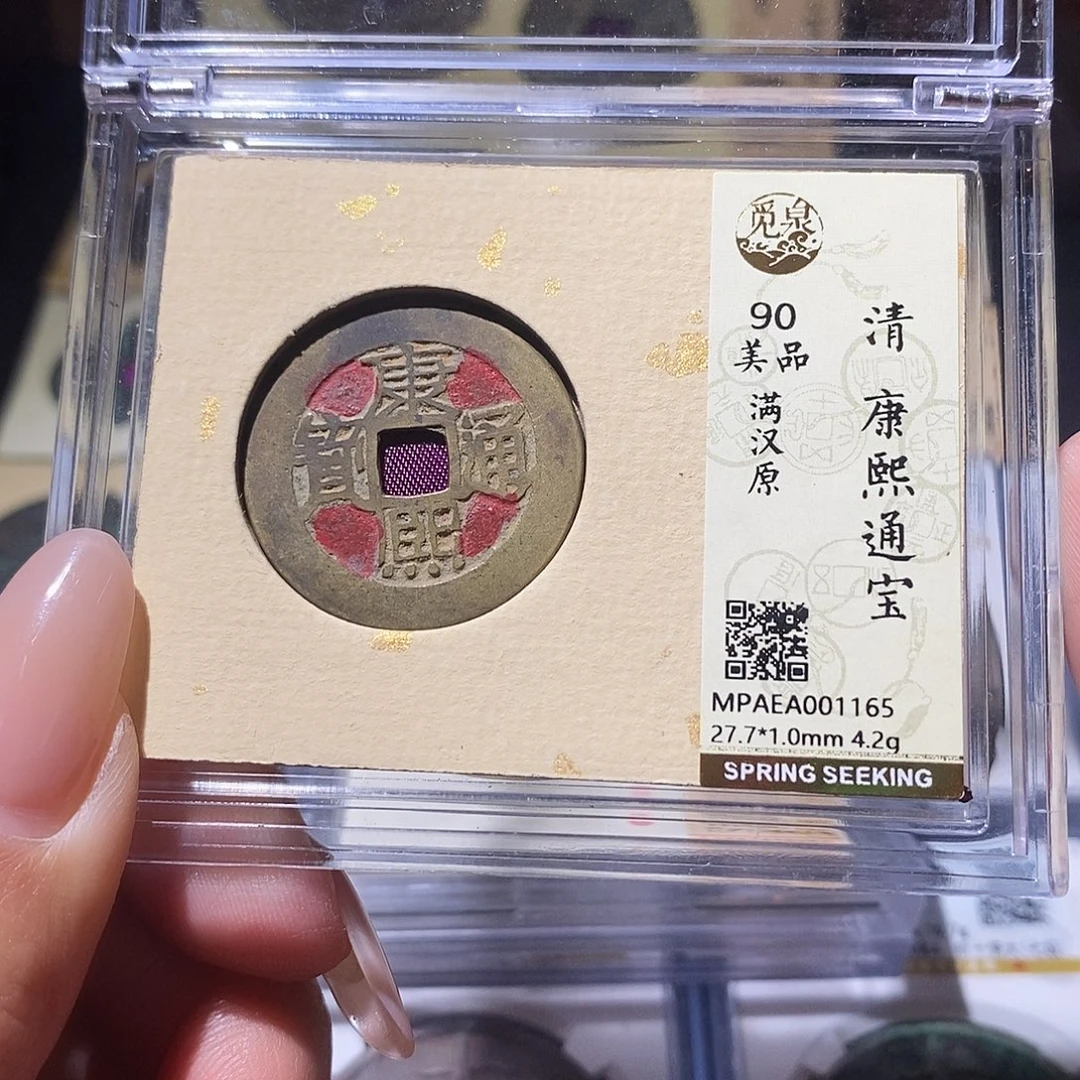 康
寶 通
熙
觅泉
90
美品
满汉原
清 康熙通宝
MPAEA001165
27.7*1.0mm 4.2g
SPRING SEEKING